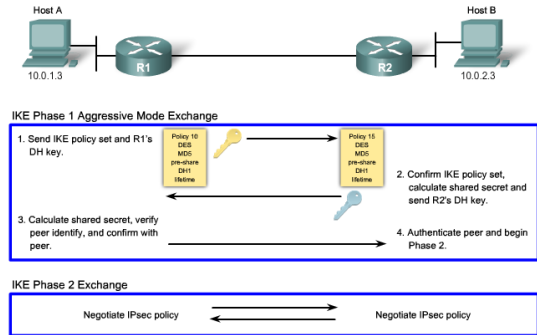 Host A
Host B
R1
R2
10.0.1.3
10.0.2.3
IKE Phase 1 Aggressive Mode Exchange
1. Send IKE policy set and R1's
DH key.
Policy 10
DES
MD5
pre-share
DH1
lifetime
Policy 15
DES
MD5
pre-share
DH1
lifetime
2. Confirm IKE policy set,
calculate shared secret and
send R2's DH key.
3. Calculate shared secret, verify
peer identify, and confirm with
peer.
4. Authenticate peer and begin
Phase 2.
IKE Phase 2 Exchange
Negotiate IPsec policy
Negotiate IPsec policy